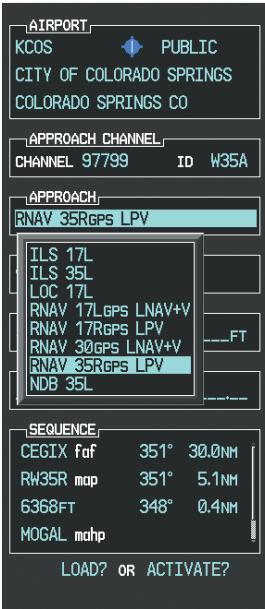 AIRPORT
KCOS PUBLIC
CITY OF COLORADO SPRINGS
COLORADO SPRINGS CO
APPROACH CHANNEL
CHANNEL 97799 ID W35A
APPROACH
RNAV 35RGPS LPV
ILS 17L
ILS 35L
LOC 17L
RNAV 17LGPS LNAV+V
RNAV 17RGPS LPV
RNAV 30GPS LNAV+V
RNAV 35RGPS LPV
NDB 35L
___FT
SEQUENCE
CEGIX faf 351° 30.0NM
RW35R map 351° 5.1NM
6368FT 348° 0.4NM
MOGAL mahp
LOAD? OR ACTIVATE?